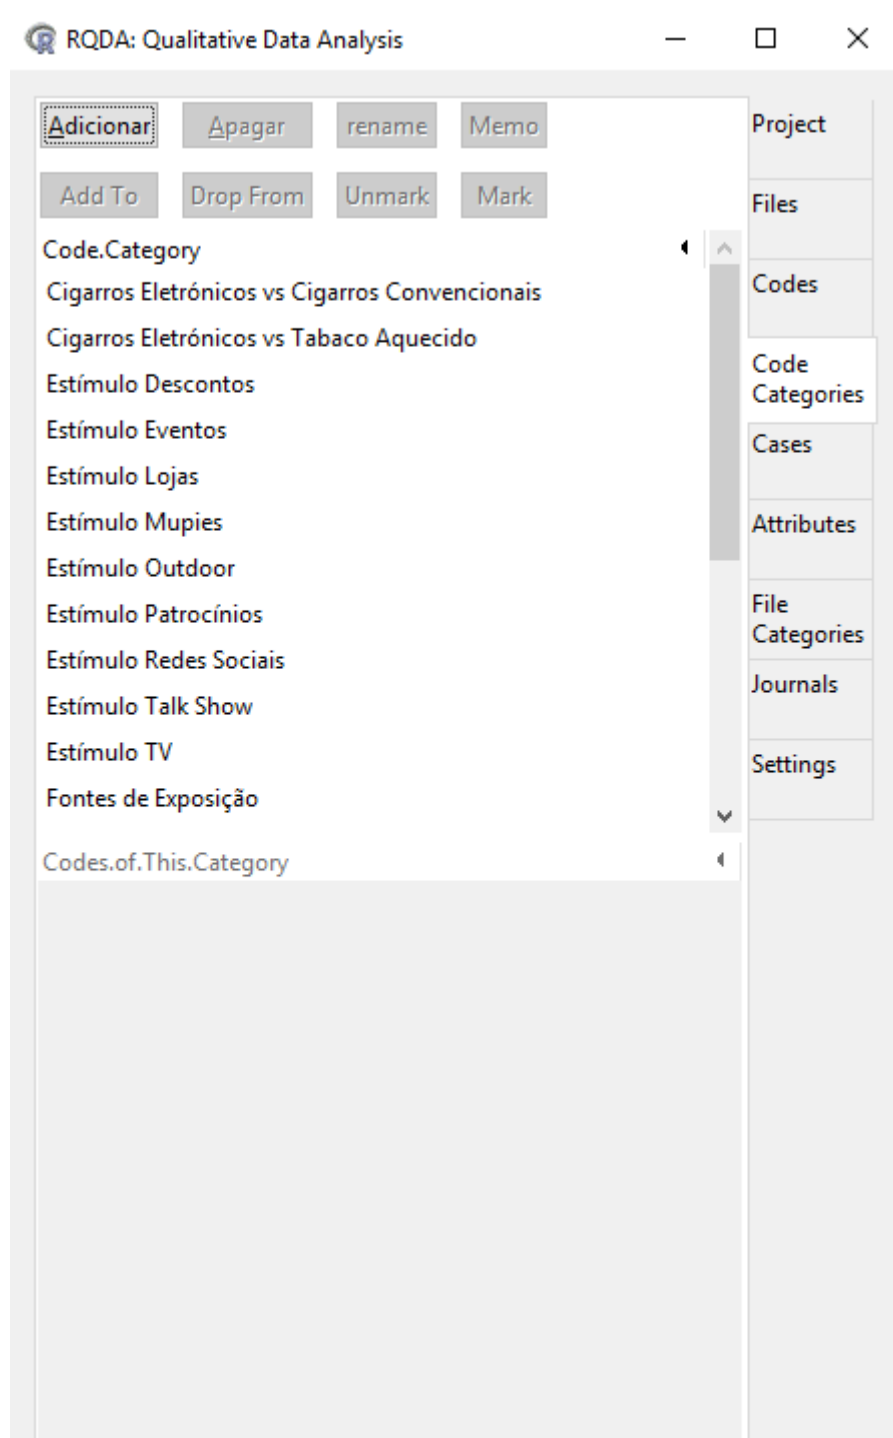 RQDA: Qualitative Data Analysis
Adicionar Apagar rename Memo
Add To Drop From Unmark Mark
Code.Category
Cigarros Eletrónicos vs Cigarros Convencionais
Cigarros Eletrónicos vs Tabaco Aquecido
Estímulo Descontos
Estímulo Eventos
Estímulo Lojas
Estímulo Mupies
Estímulo Outdoor
Estímulo Patrocínios
Estímulo Redes Sociais
Estímulo Talk Show
Estímulo TV
Fontes de Exposição
Codes.of.This.Category
Project
Files
Codes
Code
Categories
Cases
Attributes
File
Categories
Journals
Settings